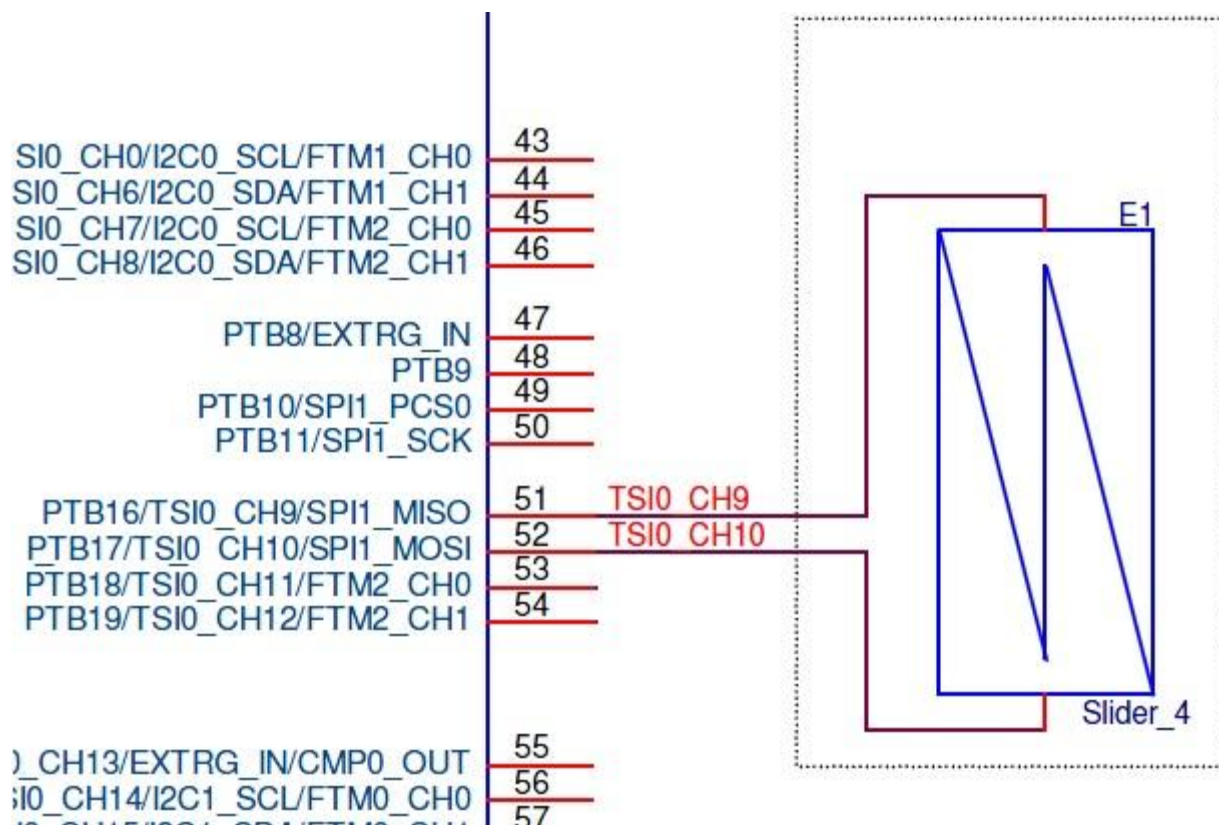 43
SI0_CH0/I2C0_SCL/FTM1_CH0
44
SI0_CH6/I2C0_SDA/FTM1_CH1
45
SI0_CH7/I2C0_SCL/FTM2_CH0
46
SI0_CH8/I2C0_SDA/FTM2_CH1
E1
47
PTB8/EXTRG_IN
48
PTB9
49
PTB10/SPI1_PCS0
50
PTB11/SPI1_SCK
51 TSI0_CH9
PTB16/TSI0_CH9/SPI1_MISO
52 TSI0_CH10
PTB17/TSI0_CH10/SPI1_MOSI
53
PTB18/TSI0_CH11/FTM2_CH0
54
PTB19/TSI0_CH12/FTM2_CH1
Slider_4
55
_CH13/EXTRG_IN/CMP0_OUT
56
SI0_CH14/I2C1_SCL/FTM0_CH0
57